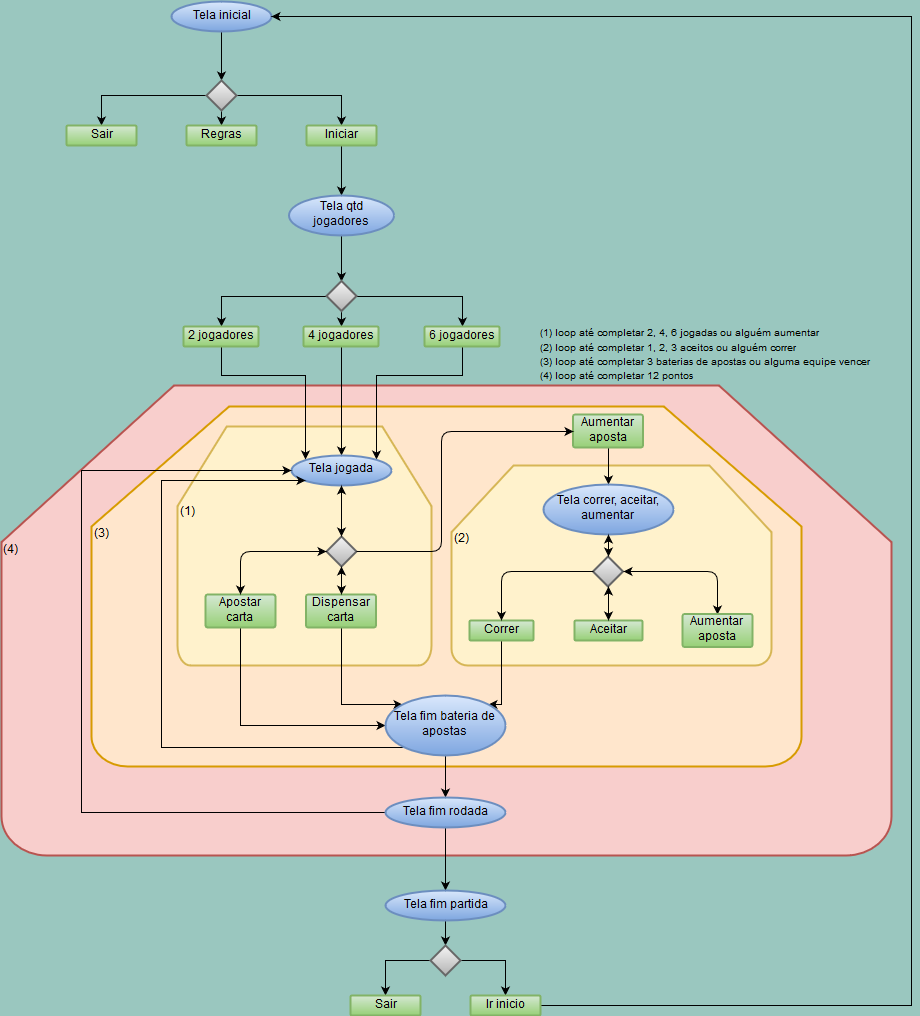 Tela inicial
Sair
Regras
Iniciar
Tela qtd
jogadores
2 jogadores
4 jogadores
6 jogadores
(1) loop até completar 2, 4, 6 jogadas ou alguém aumentar
(2) loop até completar 1, 2, 3 aceitos ou alguém correr
(3) loop até completar 3 baterias de apostas ou alguma equipe vencer
(4) loop até completar 12 pontos
Aumentar
aposta
Tela jogada
Tela correr, aceitar,
aumentar
(1)
(3)
(2)
(4)
Apostar
carta
Dispensar
carta
Correr
Aceitar
Aumentar
aposta
Tela fim bateria de
apostas
Tela fim rodada
Tela fim partida
Sair
Ir inicio